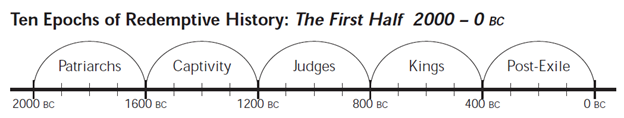 Ten Epochs of Redemptive History: The First Half 2000 – 0 BC
Patriarchs Captivity Judges Kings Post-Exile
2000 BC 1600 BC 1200 BC 800 BC 400 BC 0 BC